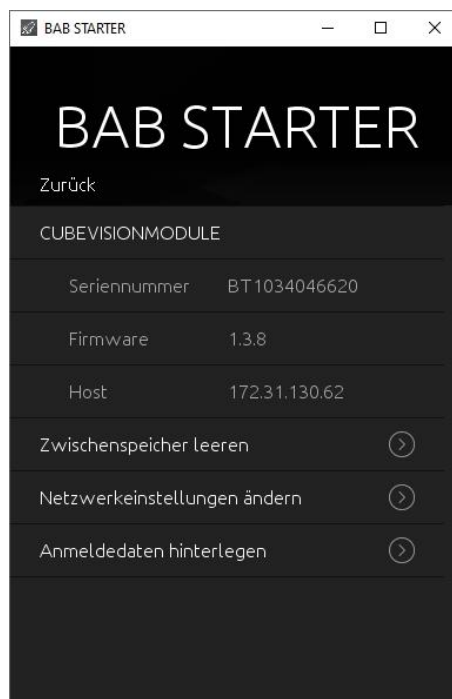 BAB STARTER
BAB STARTER
Zurück
CUBEVISIONMODULE
Seriennummer BT1034046620
Firmware 1.3.8
Host 172.31.130.62
Zwischenspeicher leeren
Netzwerkeinstellungen ändern
Anmeldedaten hinterlegen